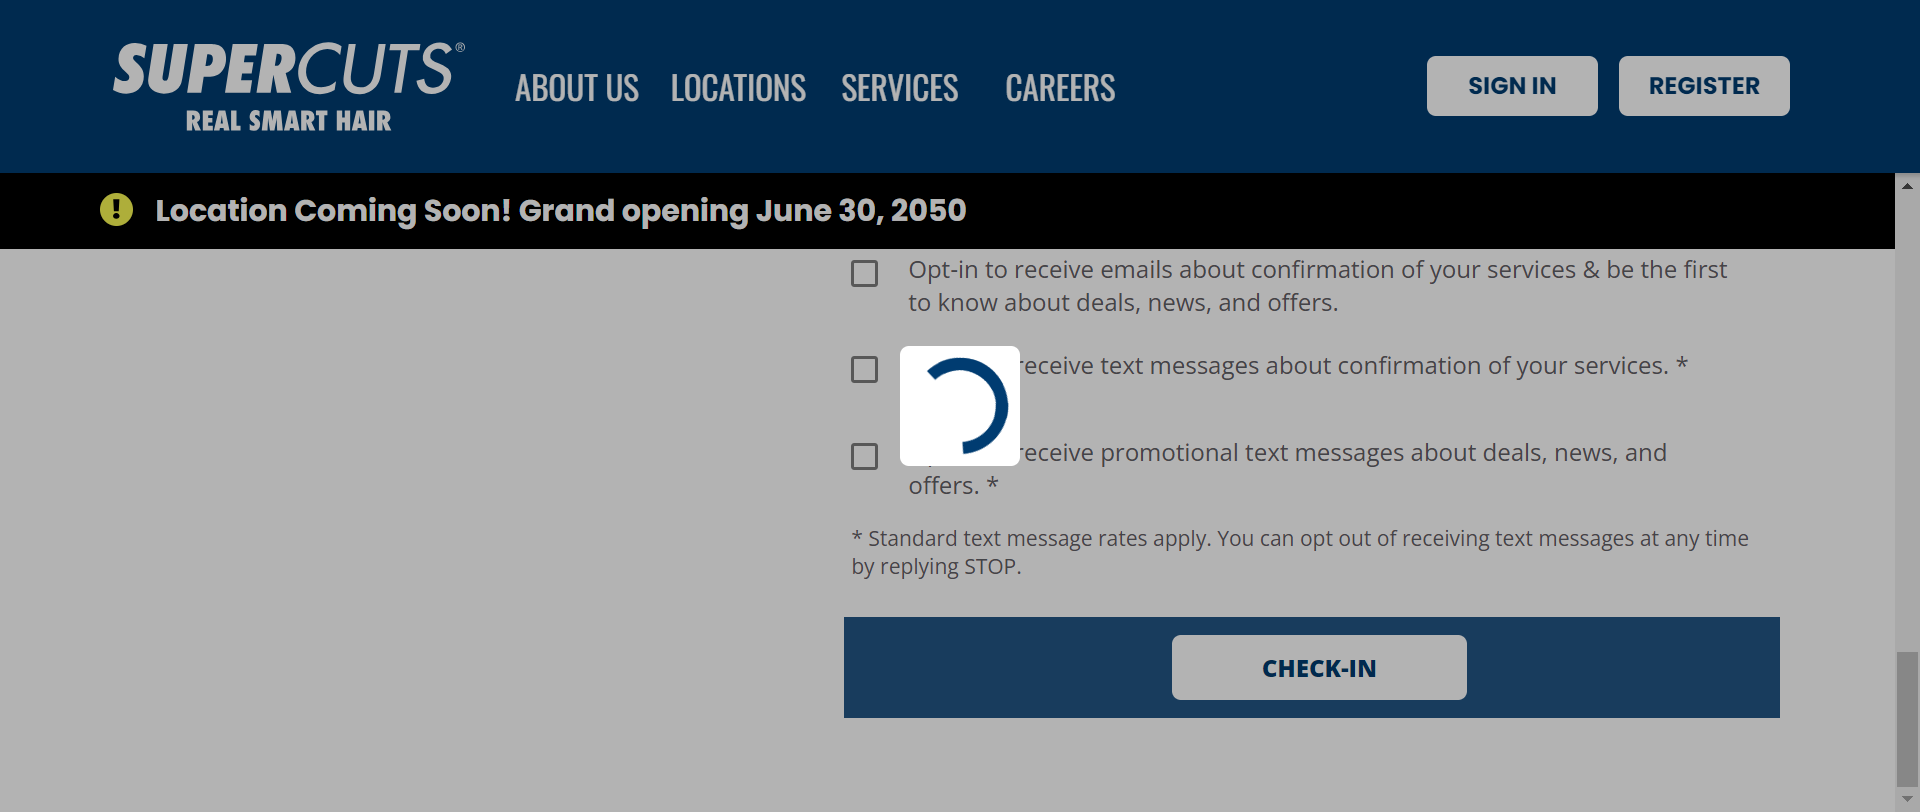 SUPERCUTS®
REAL SMART HAIR
ABOUT US LOCATIONS SERVICES CAREERS
SIGN IN REGISTER
Location Coming Soon! Grand opening June 30, 2050
Opt-in to receive emails about confirmation of your services & be the first
to know about deals, news, and offers.
receive text messages about confirmation of your services. *
receive promotional text messages about deals, news, and
offers. *
* Standard text message rates apply. You can opt out of receiving text messages at any time
by replying STOP.
CHECK-IN